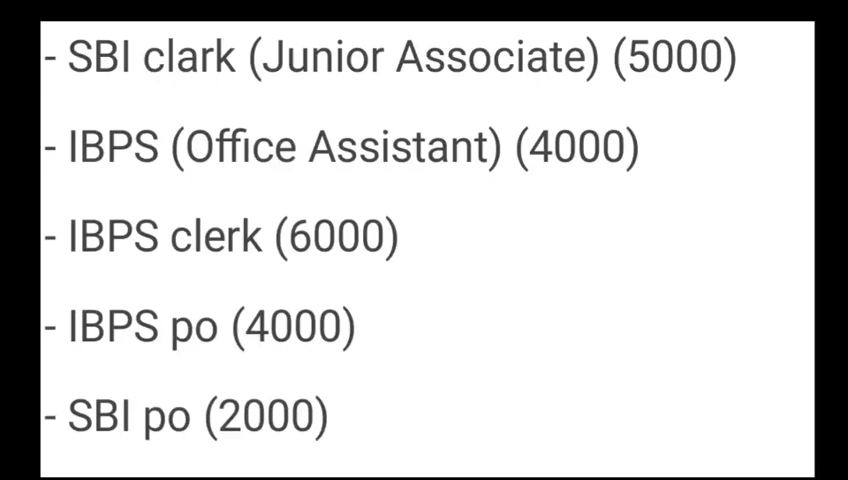 - SBI clark (Junior Associate) (5000)
- IBPS (Office Assistant) (4000)
- IBPS clerk (6000)
- IBPS po (4000)
- SBI po (2000)